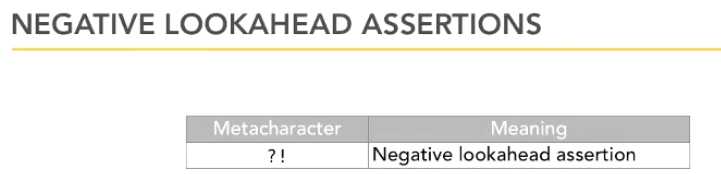 NEGATIVE LOOKAHEAD ASSERTIONS
Metacharacter Meaning
?! Negative lookahead assertion